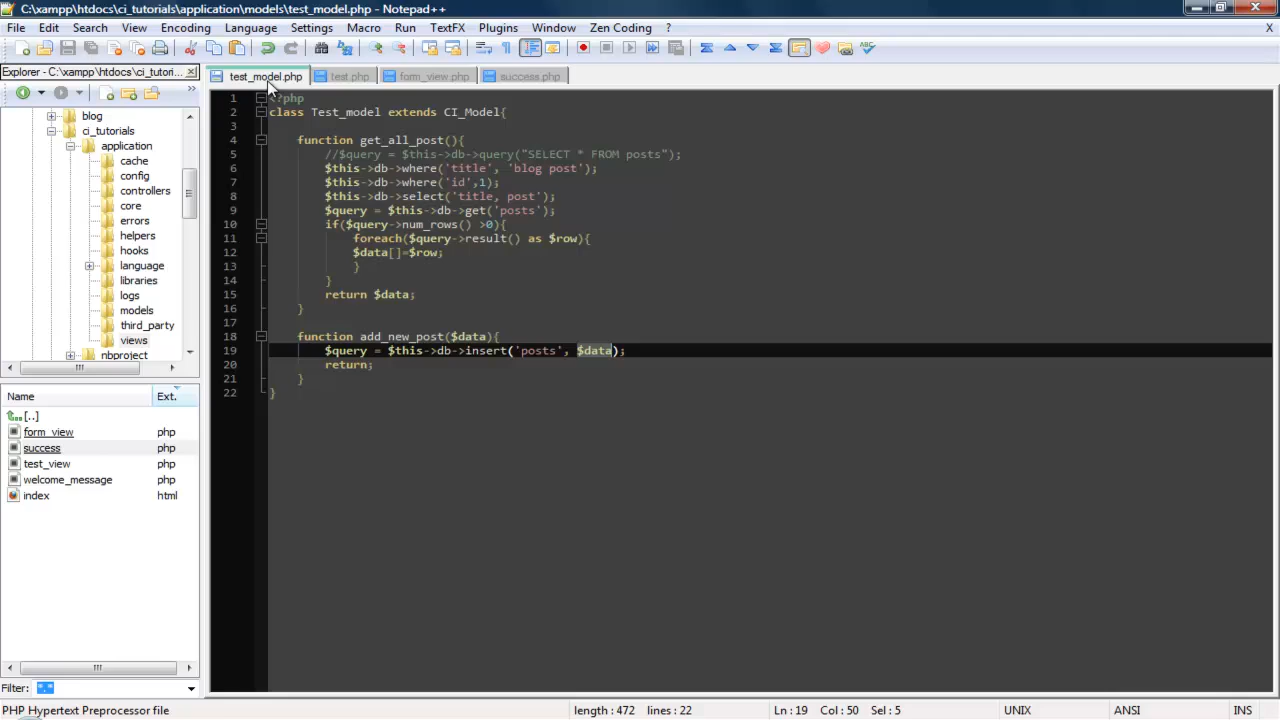 C:\xampp\htdocs\ci_tutorials\application\models\test_model.php - Notepad++
File Edit Search View Encoding Language Settings Macro Run TextFX Plugins Window Zen Coding ? X
Explorer - C:\xampp\htdocs\ci_tutori...
test_model.php test.php form_view.php success.php
blog
ci_tutorials
application
cache
config
controllers
core
errors
helpers
hooks
language
libraries
logs
models
third_party
views
nbproject
Name Ext.
[..]
form_view php
success php
test_view php
welcome_message php
index html
Filter: *.*
1 <?php
2 class Test_model extends CI_Model{
3
4 function get_all_post(){
5 //$query = $this->db->query("SELECT * FROM posts");
6 $this->db->where('title', 'blog post');
7 $this->db->where('id',1);
8 $this->db->select('title, post');
9 $query = $this->db->get('posts');
10 if($query->num_rows() >0){
11 foreach($query->result() as $row){
12 $data[]=$row;
13 }
14 }
15 return $data;
16 }
17
18 function add_new_post($data){
19 $query = $this->db->insert('posts', $data);
20 return;
21 }
22 }
PHP Hypertext Preprocessor file length : 472 lines : 22 Ln : 19 Col : 50 Sel : 5 UNIX ANSI INS